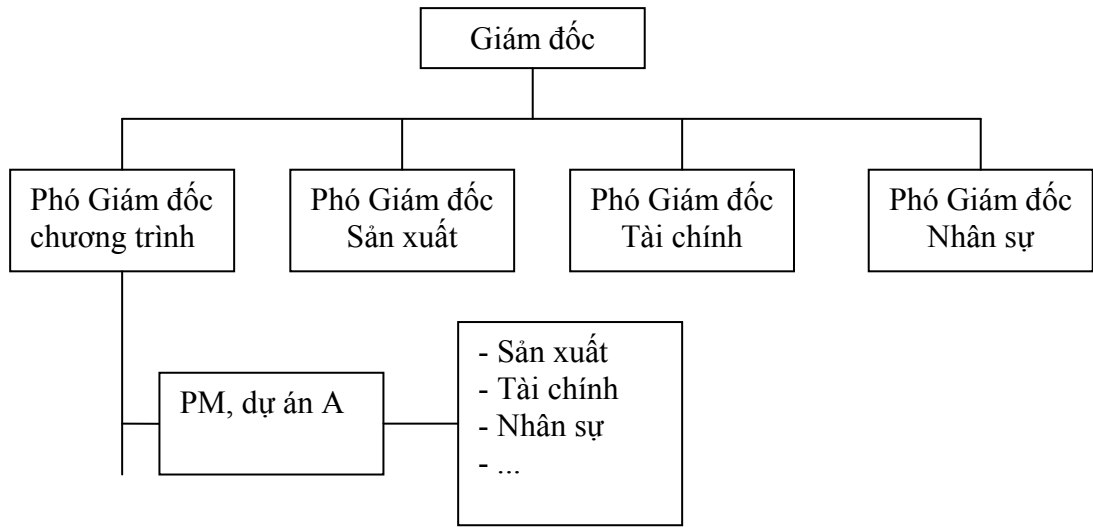 Giám đốc
Phó Giám đốc
chương trình
Phó Giám đốc
Sản xuất
Phó Giám đốc
Tài chính
Phó Giám đốc
Nhân sự
PM, dự án A
- Sản xuất
- Tài chính
- Nhân sự
- ...